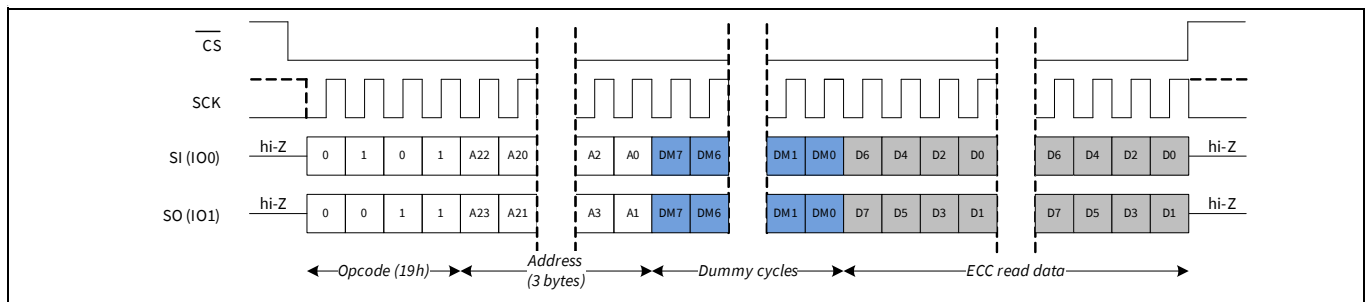 CS
SCK
SI (IO0) hi-Z 0 1 0 1 A22 A20 A2 A0 DM7 DM6 DM1 DM0 D6 D4 D2 D0 D6 D4 D2 D0 hi-Z
SO (IO1) hi-Z 0 0 1 1 A23 A21 A3 A1 DM7 DM6 DM1 DM0 D7 D5 D3 D1 D7 D5 D3 D1 hi-Z
Opcode (19h) Address (3 bytes) Dummy cycles ECC read data